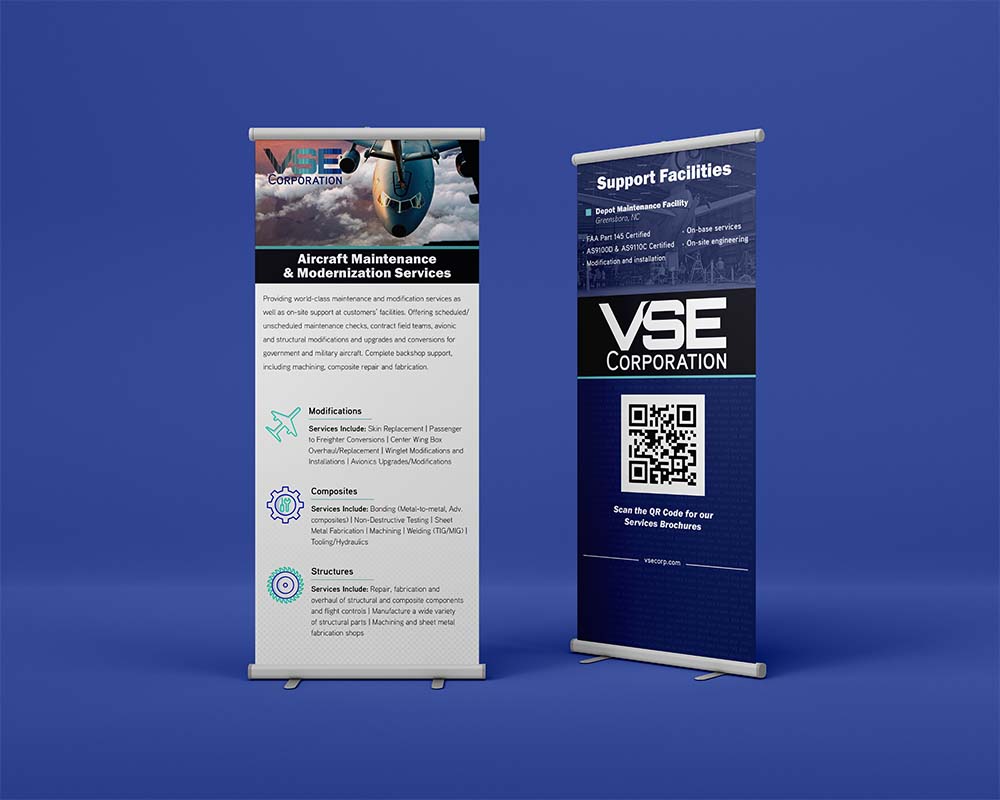 VSE
CORPORATION
Aircraft Maintenance
& Modernization Services
Providing world-class maintenance and modification services as
well as on-site support at customers' facilities. Offering scheduled/
unscheduled maintenance checks, contract field teams, avionic
and structural modifications and upgrades and conversions for
government and military aircraft. Complete backshop support,
including machining, composite repair and fabrication.
Modifications
Services Include: Skin Replacement | Passenger
to Freighter Conversions | Center Wing Box
Overhaul/Replacement | Winglet Modifications and
Installations | Avionics Upgrades/Modifications
Composites
Services Include: Bonding (Metal-to-metal, Adv.
composites) | Non-Destructive Testing | Sheet
Metal Fabrication | Machining | Welding (TIG/MIG) |
Tooling/Hydraulics
Structures
Services Include: Repair, fabrication and
overhaul of structural and composite components
and flight controls | Manufacture a wide variety
of structural parts | Machining and sheet metal
fabrication shops
Support Facilities
Depot Maintenance Facility
Greensboro, NC
· FAA Part 145 Certified
· AS9100D & AS9110C Certified
· Modification and installation
· On-base services
· On-site engineering
VSE
CORPORATION
Scan the QR Code for our
Services Brochures
vsecorp.com